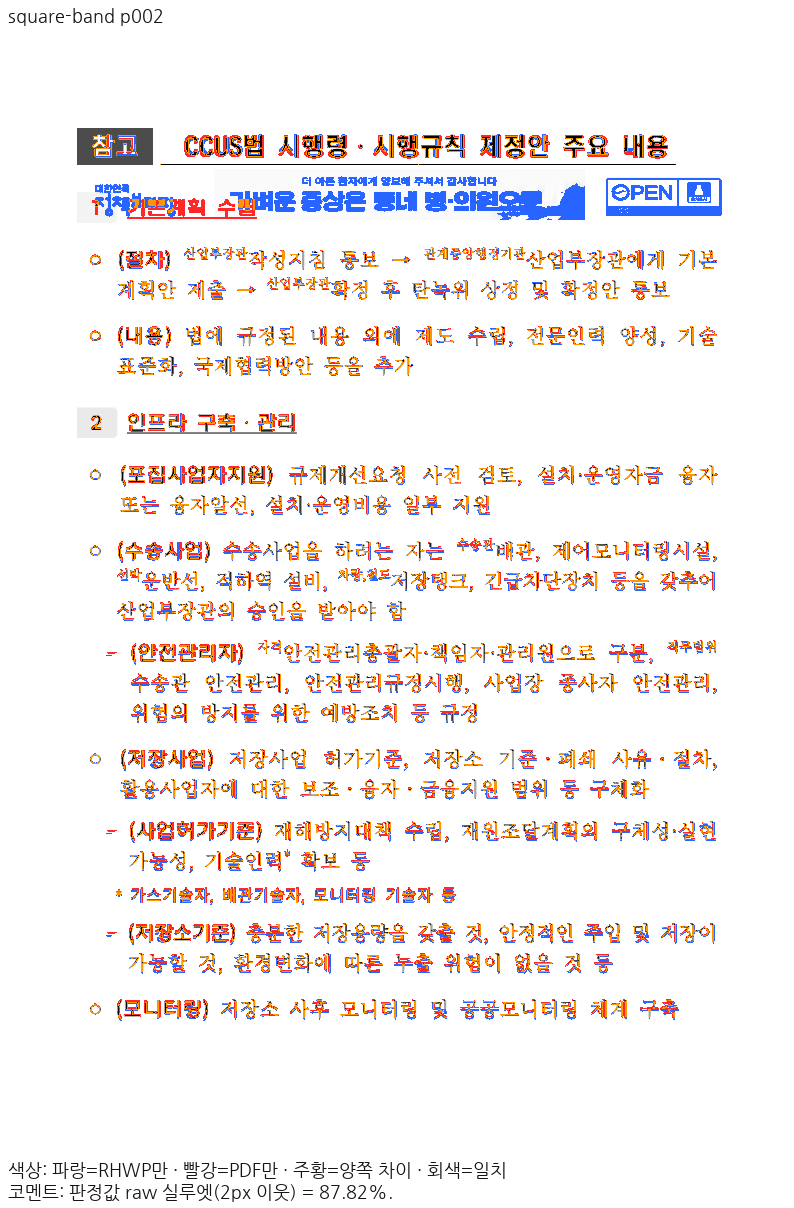 square-band p002
참고 CCUS법 시행령·시행규칙 제정안 주요 내용
대한민국
더 아픈 환자에게 양보해 주셔서 감사합니다
가벼운 증상은 동네 병·의원으로
OPEN
1 기본계획 수립
○ (절차) 산업부장관작성지침 통보 → 관계중앙행정기관산업부장관에게 기본
계획안 제출 → 산업부장관확정 후 탄녹위 상정 및 확정안 통보
○ (내용) 법에 규정된 내용 외에 제도 수립, 전문인력 양성, 기술
표준화, 국제협력방안 등을 추가
2 인프라 구축·관리
○ (포집사업자지원) 규제개선요청 사전 검토, 설치·운영자금 융자
또는 융자알선, 설치·운영비용 일부 지원
○ (수송사업) 수송사업을 하려는 자는 수송관배관, 제어모니터링시설,
선박운반선, 적하역 설비, 차량,철도저장탱크, 긴급차단장치 등을 갖추어
산업부장관의 승인을 받아야 함
- (안전관리자) 자격안전관리총괄자·책임자·관리원으로 구분, 직무범위
수송관 안전관리, 안전관리규정시행, 사업장 종사자 안전관리,
위험의 방지를 위한 예방조치 등 규정
○ (저장사업) 저장사업 허가기준, 저장소 기준·폐쇄 사유·절차,
활용사업자에 대한 보조·융자·금융지원 범위 등 구체화
- (사업허가기준) 재해방지대책 수립, 재원조달계획의 구체성·실현
가능성, 기술인력* 확보 등
* 가스기술자, 배관기술자, 모니터링 기술자 등
- (저장소기준) 충분한 저장용량을 갖출 것, 안정적인 주입 및 저장이
가능할 것, 환경변화에 따른 누출 위험이 없을 것 등
○ (모니터링) 저장소 사후 모니터링 및 공공모니터링 체계 구축
색상: 파랑=RHWP만 · 빨강=PDF만 · 주황=양쪽 차이 · 회색=일치
코멘트: 판정값 raw 실루엣(2px 이웃) = 87.82%.